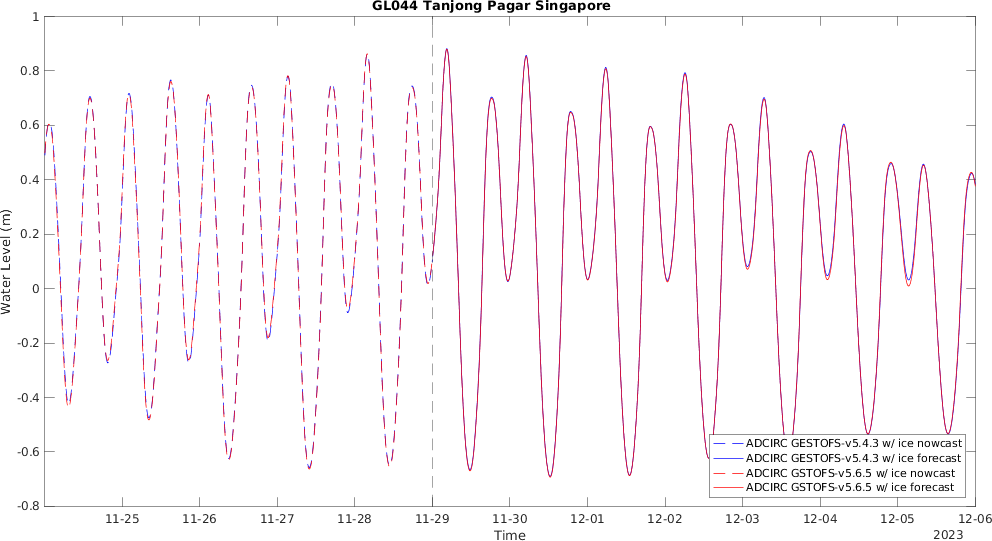 GL044 Tanjong Pagar Singapore
1
0.8
0.6
0.4
0.2
0
-0.2
-0.4
-0.6
-0.8
Water Level (m)
11-25 11-26 11-27 11-28 11-29 11-30 12-01 12-02 12-03 12-04 12-05 12-06
Time
2023
ADCIRC GESTOFS-v5.4.3 w/ ice nowcast
ADCIRC GESTOFS-v5.4.3 w/ ice forecast
ADCIRC GSTOFS-v5.6.5 w/ ice nowcast
ADCIRC GSTOFS-v5.6.5 w/ ice forecast